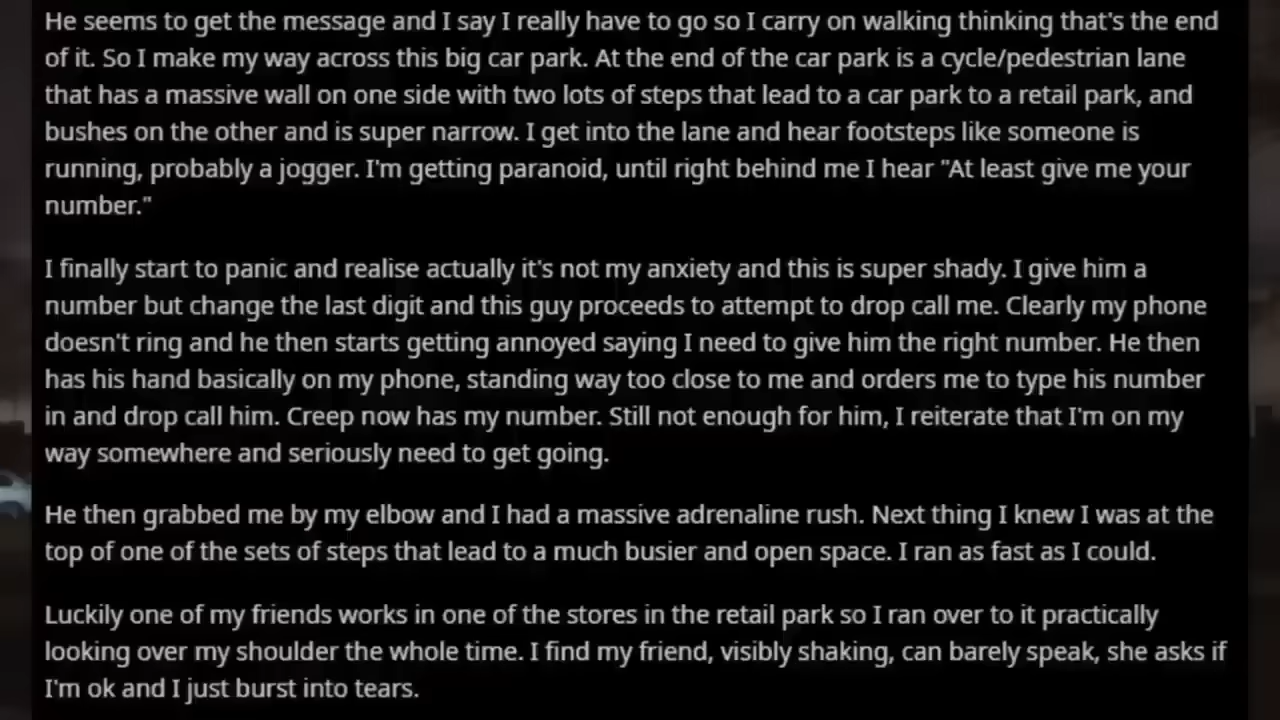 He seems to get the message and I say I really have to go so I carry on walking thinking that's the end
of it. So I make my way across this big car park. At the end of the car park is a cycle/pedestrian lane
that has a massive wall on one side with two lots of steps that lead to a car park to a retail park, and
bushes on the other and is super narrow. I get into the lane and hear footsteps like someone is
running, probably a jogger. I'm getting paranoid, until right behind me I hear "At least give me your
number."
I finally start to panic and realise actually it's not my anxiety and this is super shady. I give him a
number but change the last digit and this guy proceeds to attempt to drop call me. Clearly my phone
doesn't ring and he then starts getting annoyed saying I need to give him the right number. He then
has his hand basically on my phone, standing way too close to me and orders me to type his number
in and drop call him. Creep now has my number. Still not enough for him, I reiterate that I'm on my
way somewhere and seriously need to get going.
He then grabbed me by my elbow and I had a massive adrenaline rush. Next thing I knew I was at the
top of one of the sets of steps that lead to a much busier and open space. I ran as fast as I could.
Luckily one of my friends works in one of the stores in the retail park so I ran over to it practically
looking over my shoulder the whole time. I find my friend, visibly shaking, can barely speak, she asks if
I'm ok and I just burst into tears.